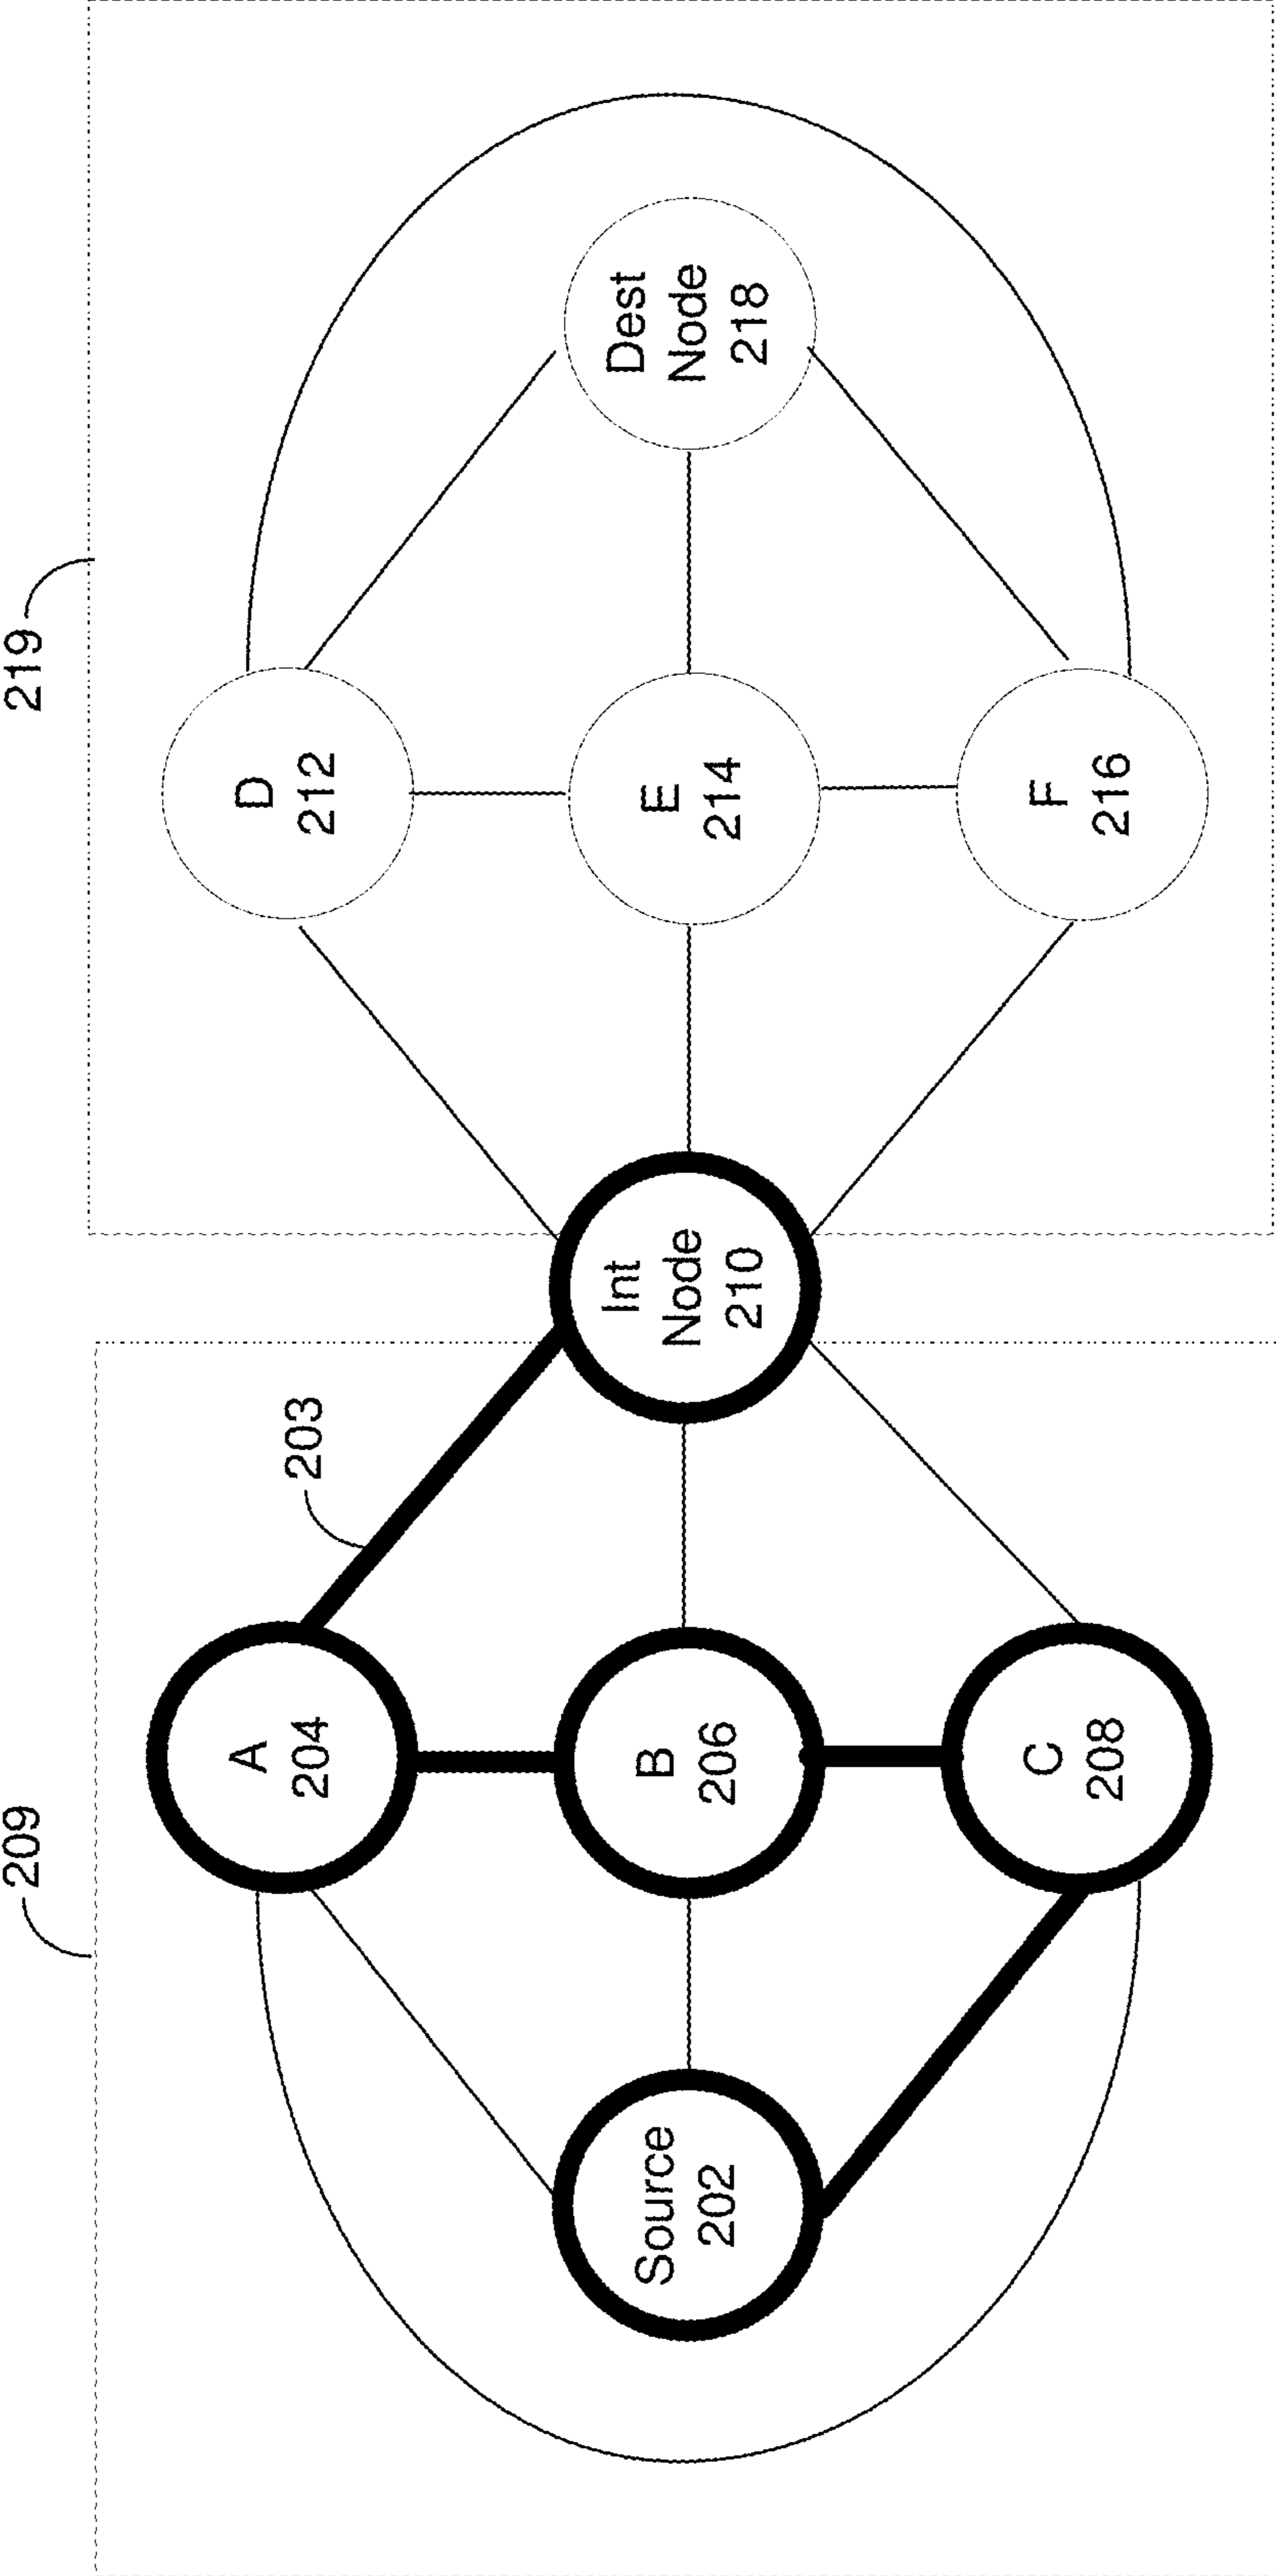 209
219
A
204
203
D
212
Source
202
B
206
Int
Node
210
E
214
Dest
Node
218
C
208
F
216